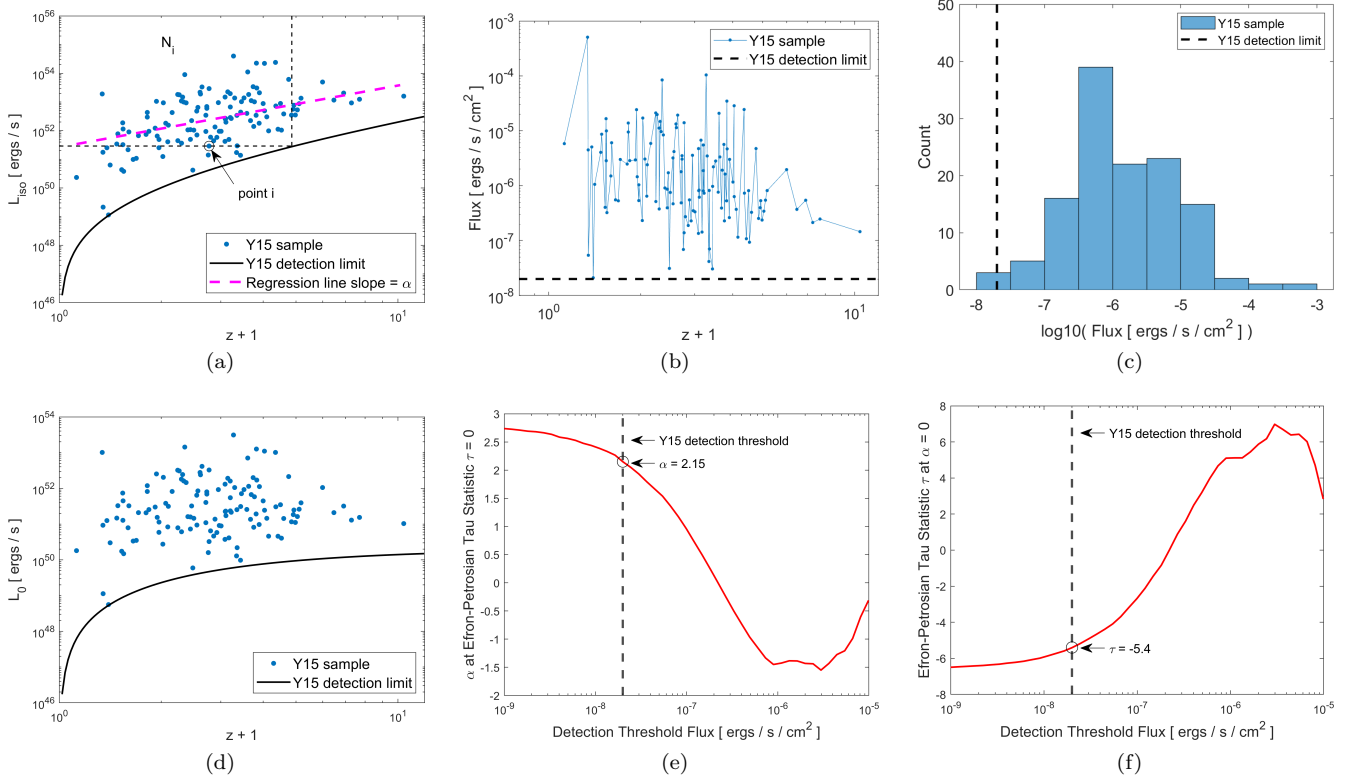 10^56
10^54
10^52
10^50
10^48
10^46
L_iso [ ergs / s ]
N_i
point i
Y15 sample
Y15 detection limit
Regression line slope = α
10^0
10^1
z + 1
(a)
10^-3
10^-4
10^-5
10^-6
10^-7
10^-8
Flux [ ergs / s / cm^2 ]
Y15 sample
Y15 detection limit
10^0
10^1
z + 1
(b)
50
40
30
20
10
0
Count
Y15 sample
Y15 detection limit
-8 -7 -6 -5 -4 -3
log10( Flux [ ergs / s / cm^2 ] )
(c)
10^54
10^52
10^50
10^48
10^46
L_0 [ ergs / s ]
Y15 sample
Y15 detection limit
10^0
10^1
z + 1
(d)
3
2.5
2
1.5
1
0.5
0
-0.5
-1
-1.5
-2
α at Efron-Petrosian Tau Statistic τ = 0
Y15 detection threshold
α = 2.15
10^-9 10^-8 10^-7 10^-6 10^-5
Detection Threshold Flux [ ergs / s / cm^2 ]
(e)
8
6
4
2
0
-2
-4
-6
-8
Efron-Petrosian Tau Statistic τ at α = 0
Y15 detection threshold
τ = -5.4
10^-9 10^-8 10^-7 10^-6 10^-5
Detection Threshold Flux [ ergs / s / cm^2 ]
(f)